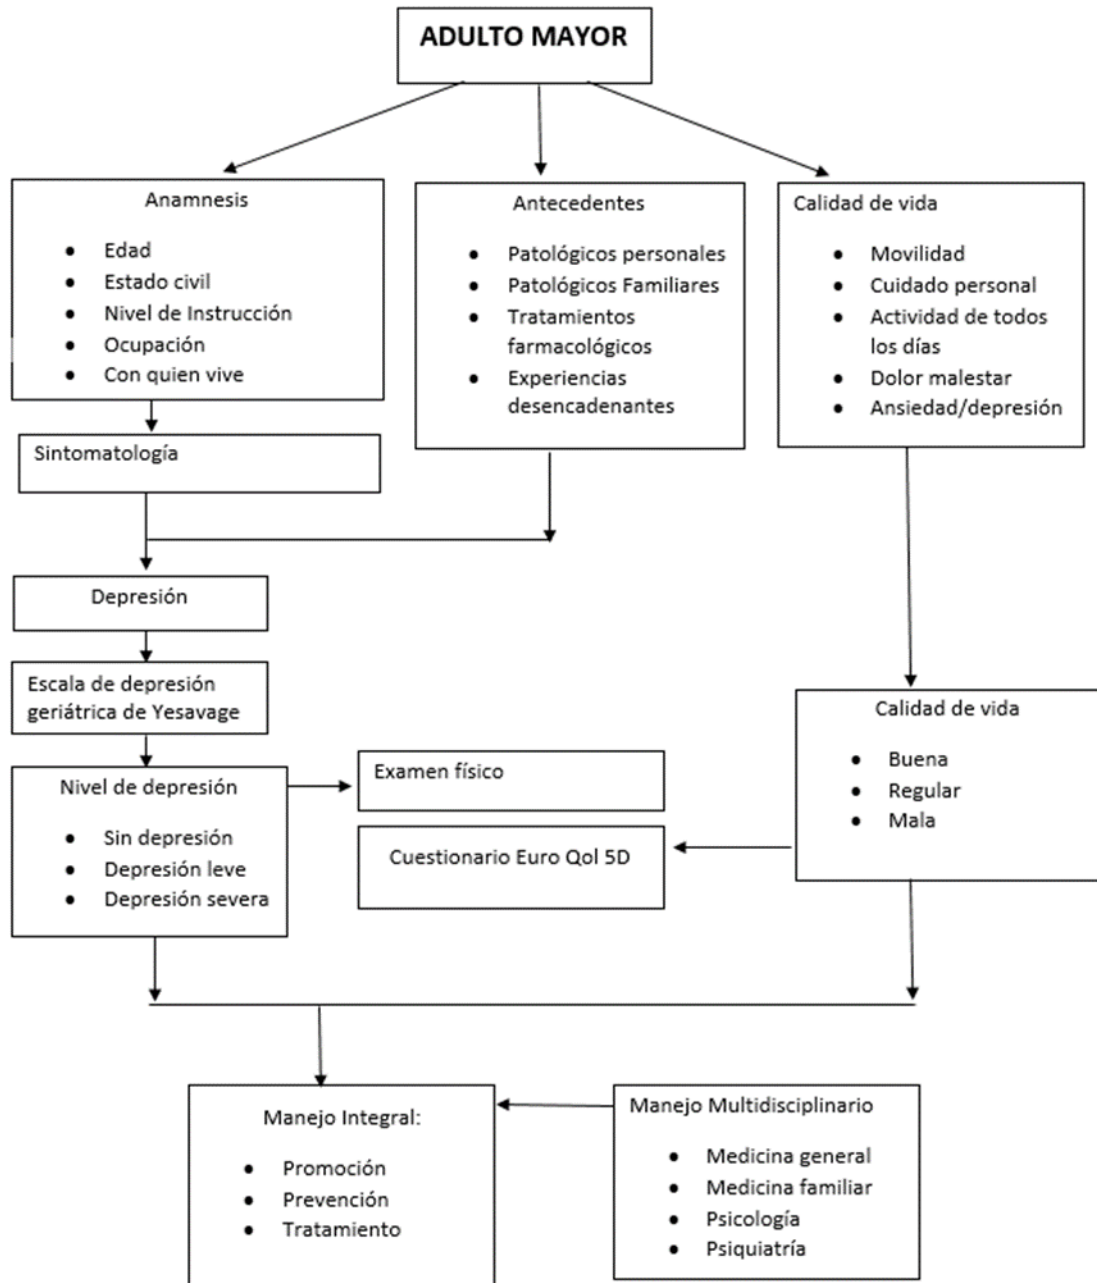 ADULTO MAYOR
Anamnesis
• Edad
• Estado civil
• Nivel de Instrucción
• Ocupación
• Con quien vive
Antecedentes
• Patológicos personales
• Patológicos Familiares
• Tratamientos
farmacológicos
• Experiencias
desencadenantes
Calidad de vida
• Movilidad
• Cuidado personal
• Actividad de todos
los días
• Dolor malestar
• Ansiedad/depresión
Sintomatología
Depresión
Escala de depresión
geriátrica de Yesavage
Nivel de depresión
• Sin depresión
• Depresión leve
• Depresión severa
Examen físico
Cuestionario Euro Qol 5D
Calidad de vida
• Buena
• Regular
• Mala
Manejo Integral:
• Promoción
• Prevención
• Tratamiento
Manejo Multidisciplinario
• Medicina general
• Medicina familiar
• Psicología
• Psiquiatría